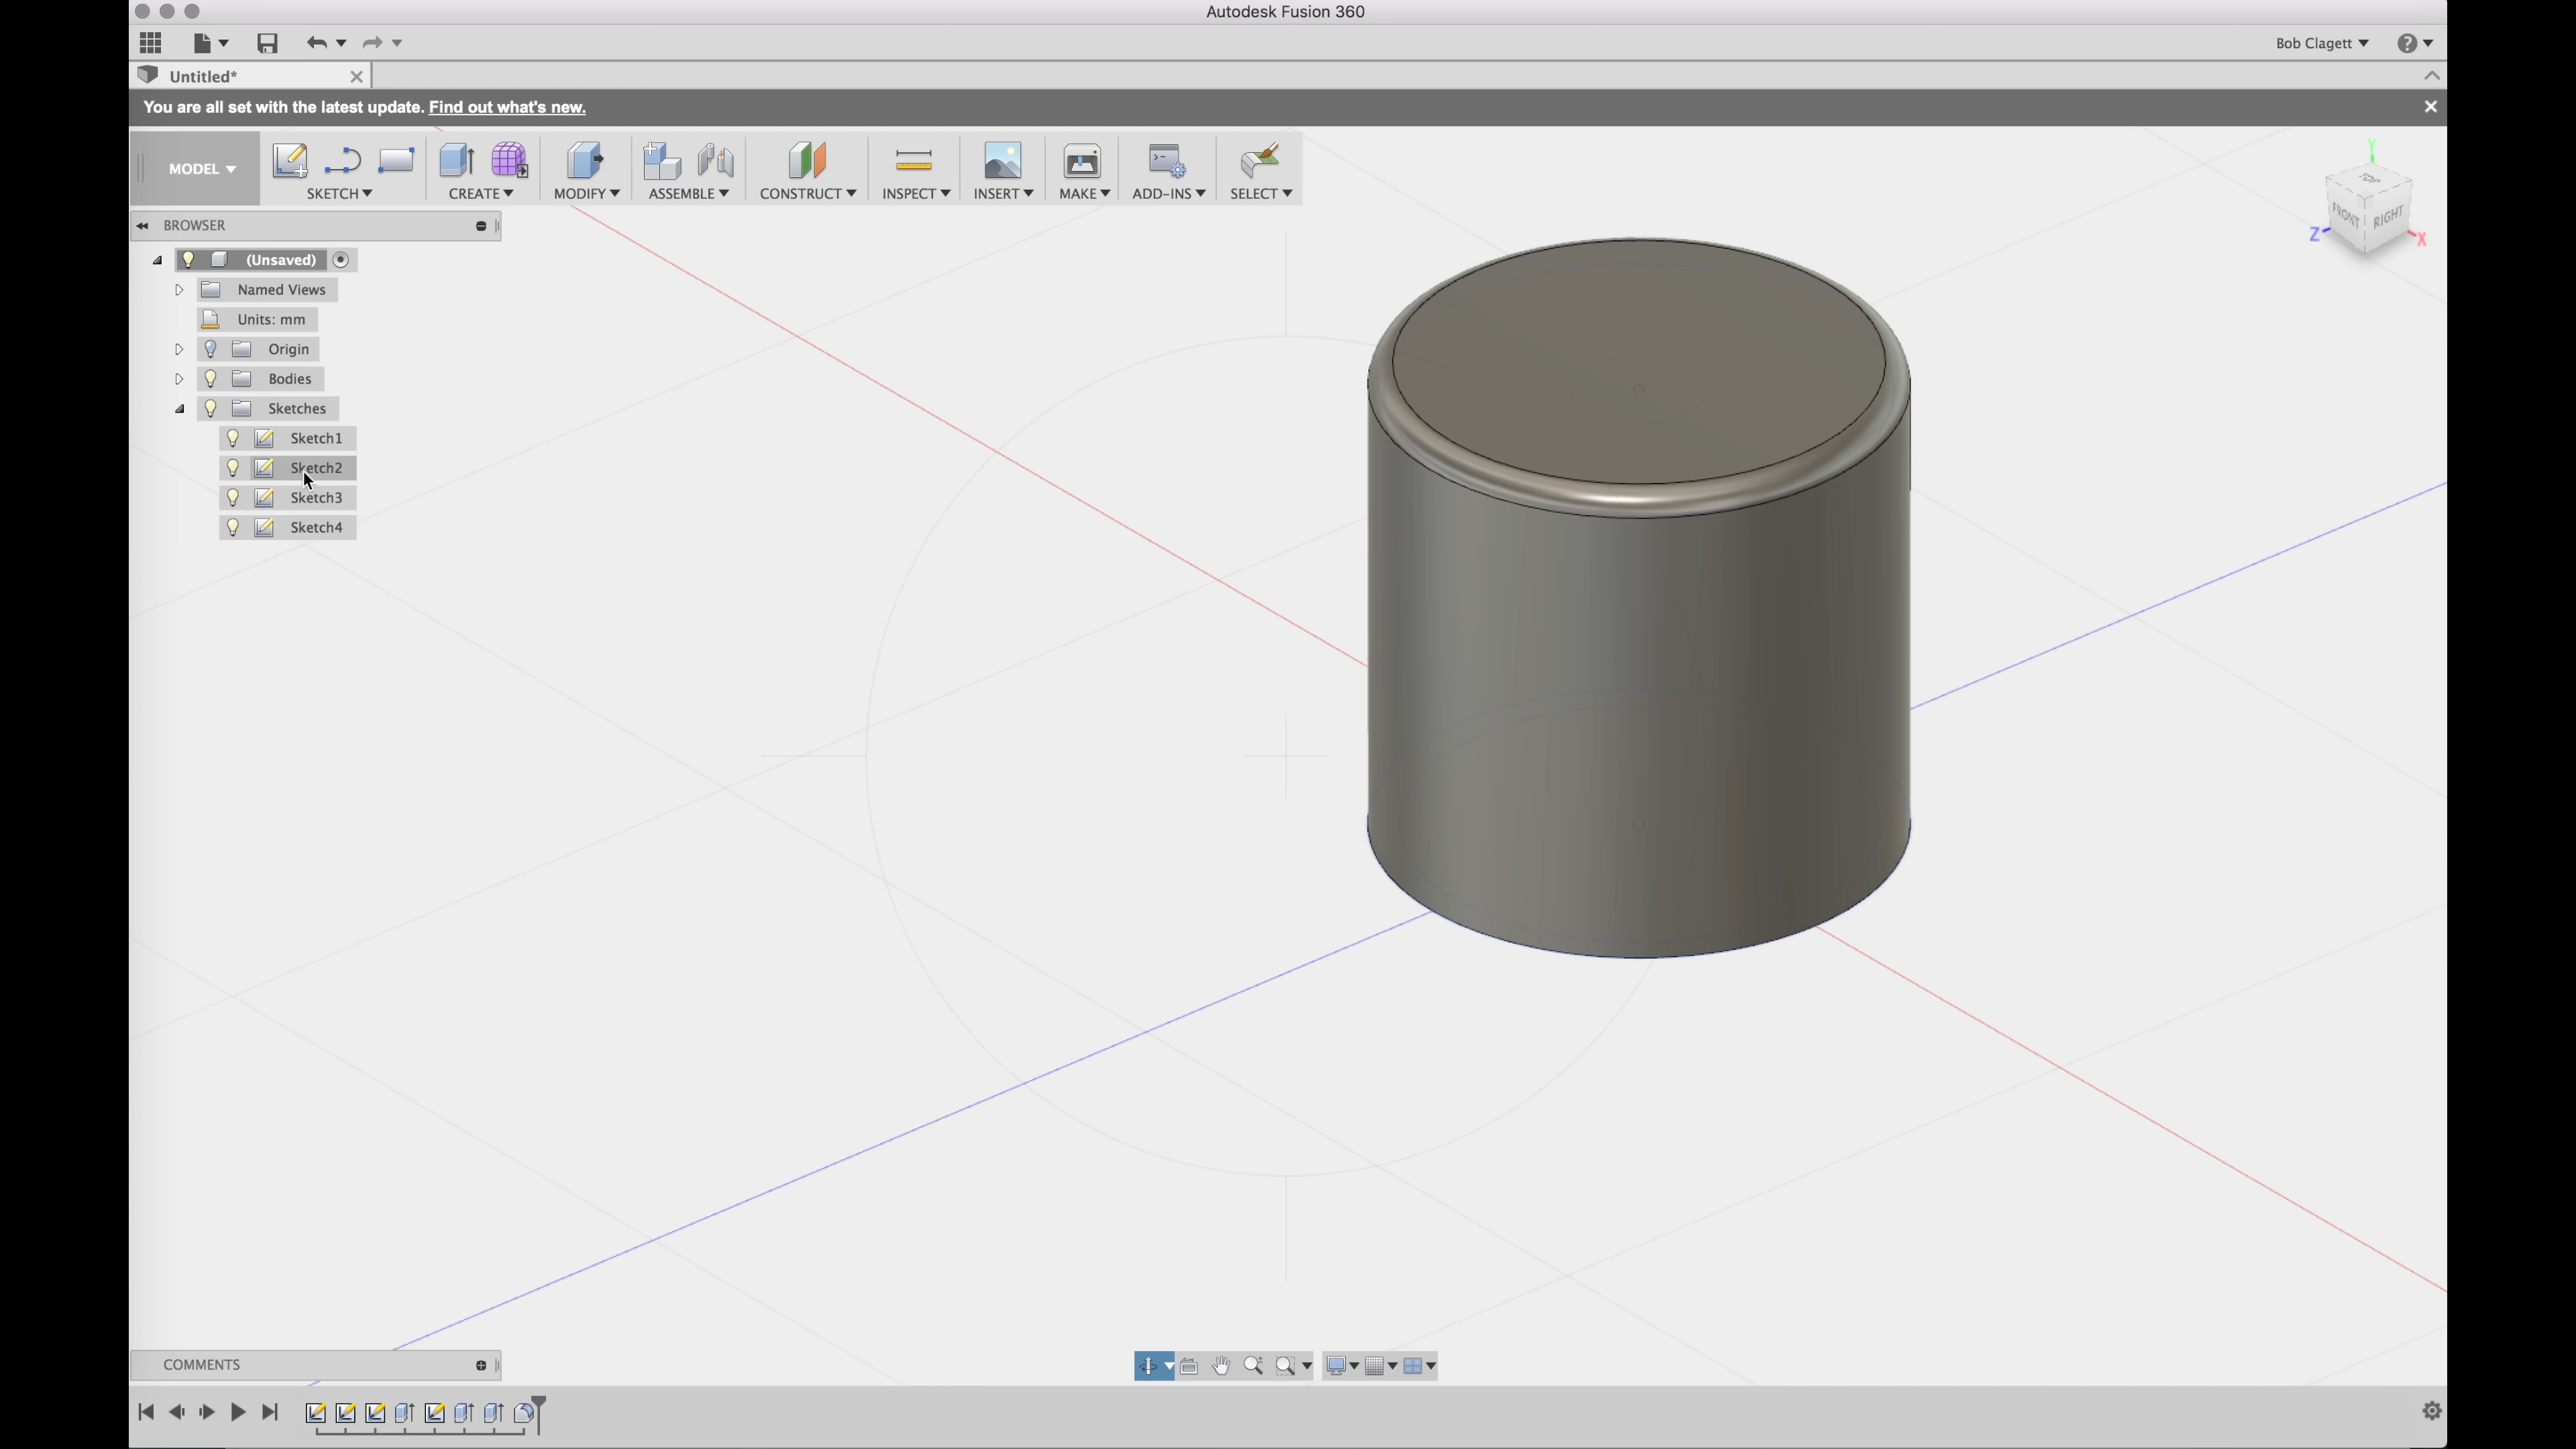 Autodesk Fusion 360
Bob Clagett
Untitled*
You are all set with the latest update. Find out what's new.
MODEL
SKETCH
CREATE
MODIFY
ASSEMBLE
CONSTRUCT
INSPECT
INSERT
MAKE
ADD-INS
SELECT
Y
TOP
FRONT
RIGHT
Z
X
BROWSER
(Unsaved)
Named Views
Units: mm
Origin
Bodies
Sketches
Sketch1
Sketch2
Sketch3
Sketch4
COMMENTS